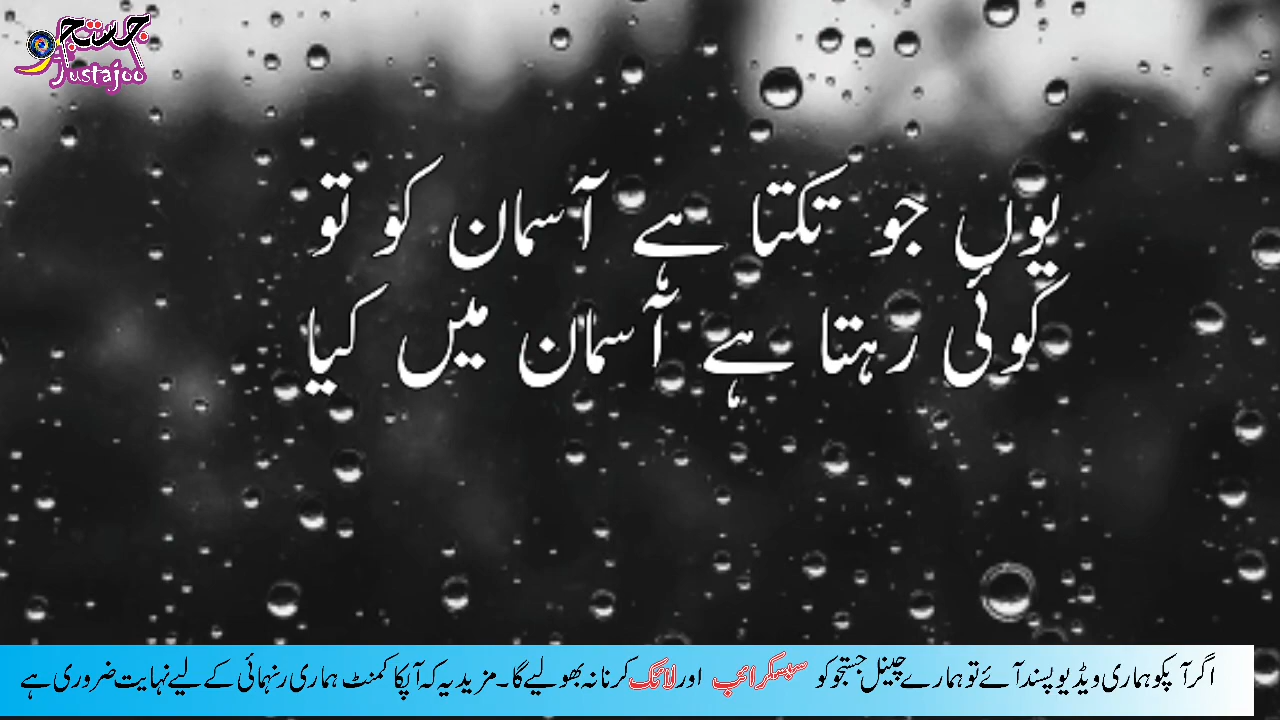 جستجو
Justajoo
یوں جو تکتا ہے آسمان کو تو
کوئی رہتا ہے آسمان میں کیا
اگر آپکو ہماری ویڈیو پسند آئے تو ہمارے چینل جستجو کو سبسکرائب اور لائک کرنا نہ بھولیے گا۔ مزید یہ کہ آپکا کمنٹ ہماری رہنمائی کے لیے نہایت ضروری ہے